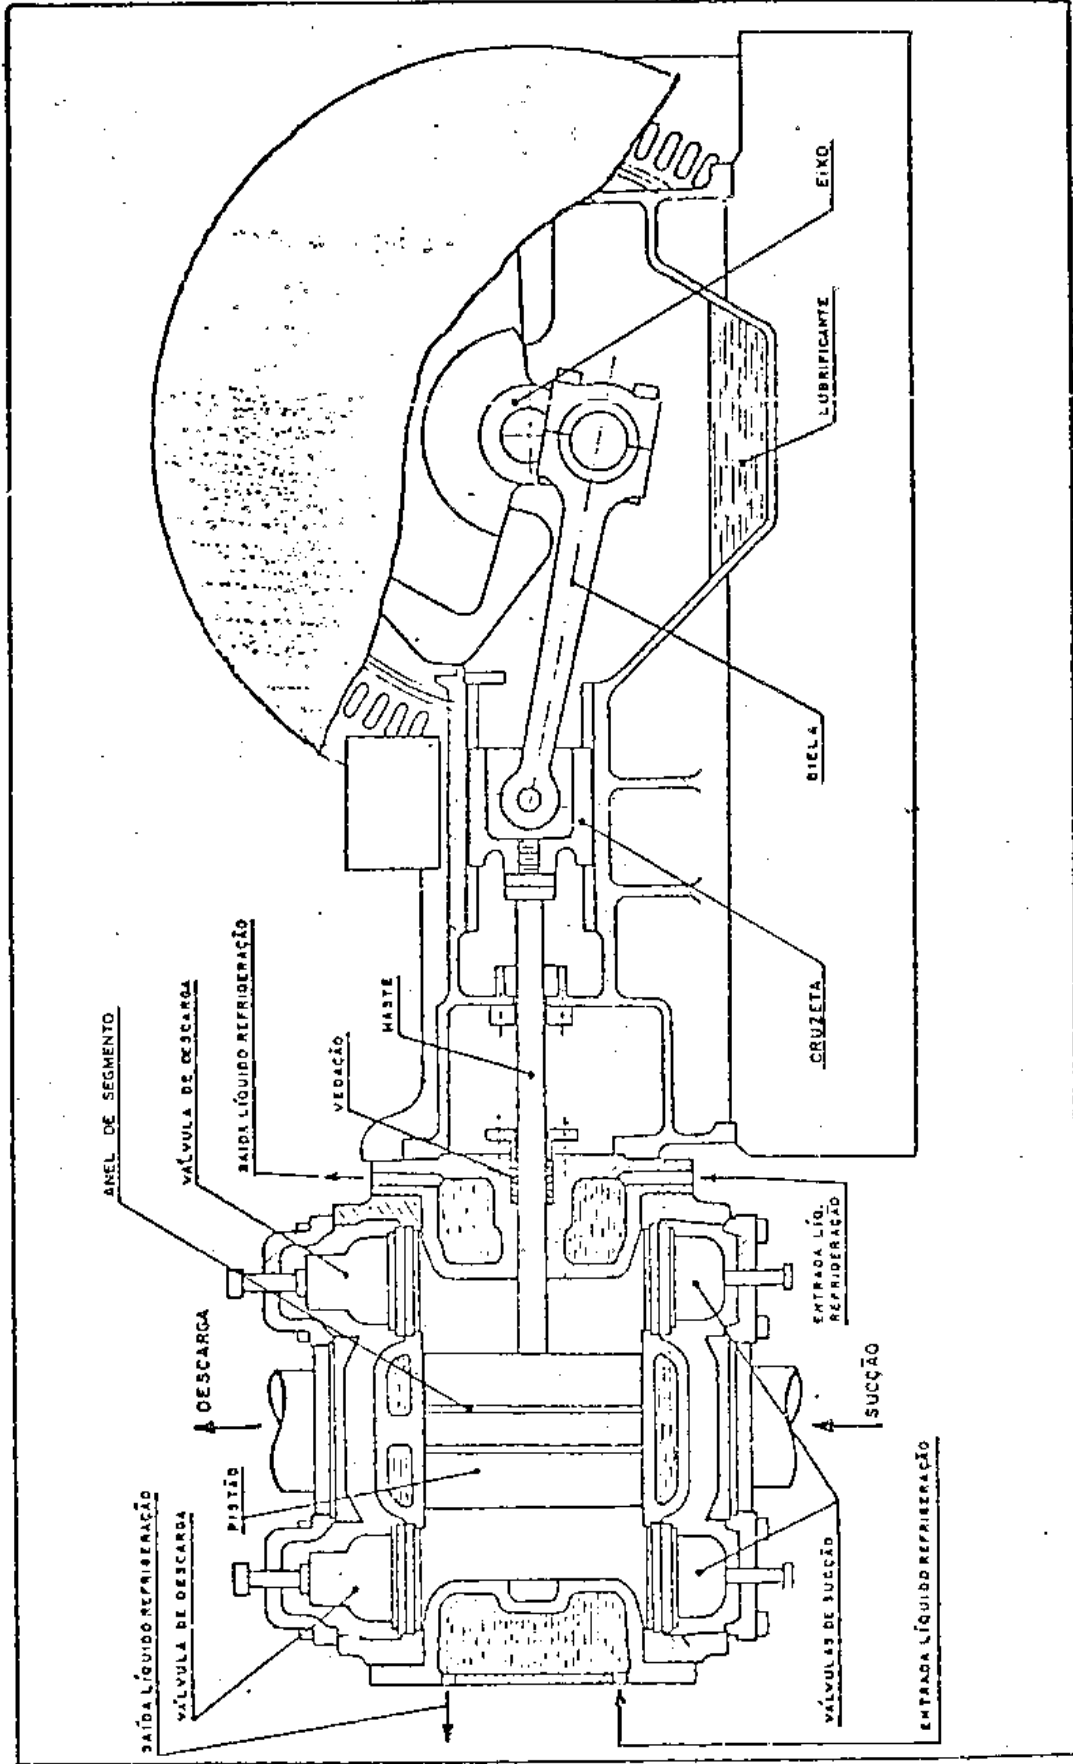 SAÍDA LÍQUIDO REFRIGERAÇÃO
VÁLVULA DE DESCARGA
PISTÃO
DESCARGA
ANEL DE SEGMENTO
VÁLVULA DE DESCARGA
SAIDA LÍQUIDO REFRIGERAÇÃO
VEDAÇÃO
HASTE
EIXO
LUBRIFICANTE
BIELA
CRUZETA
ENTRADA LÍQ.
REFRIGERAÇÃO
SUCÇÃO
VÁLVULAS DE SUCÇÃO
ENTRADA LÍQUIDO REFRIGERAÇÃO